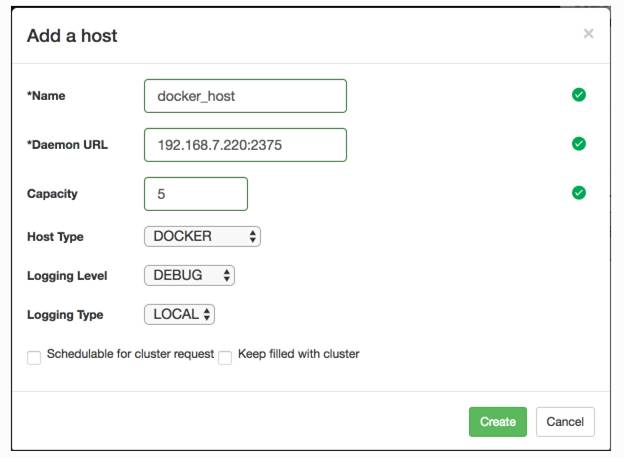 Add a host ×
*Name docker_host
*Daemon URL 192.168.7.220:2375
Capacity 5
Host Type DOCKER
Logging Level DEBUG
Logging Type LOCAL
Schedulable for cluster request Keep filled with cluster
Create Cancel